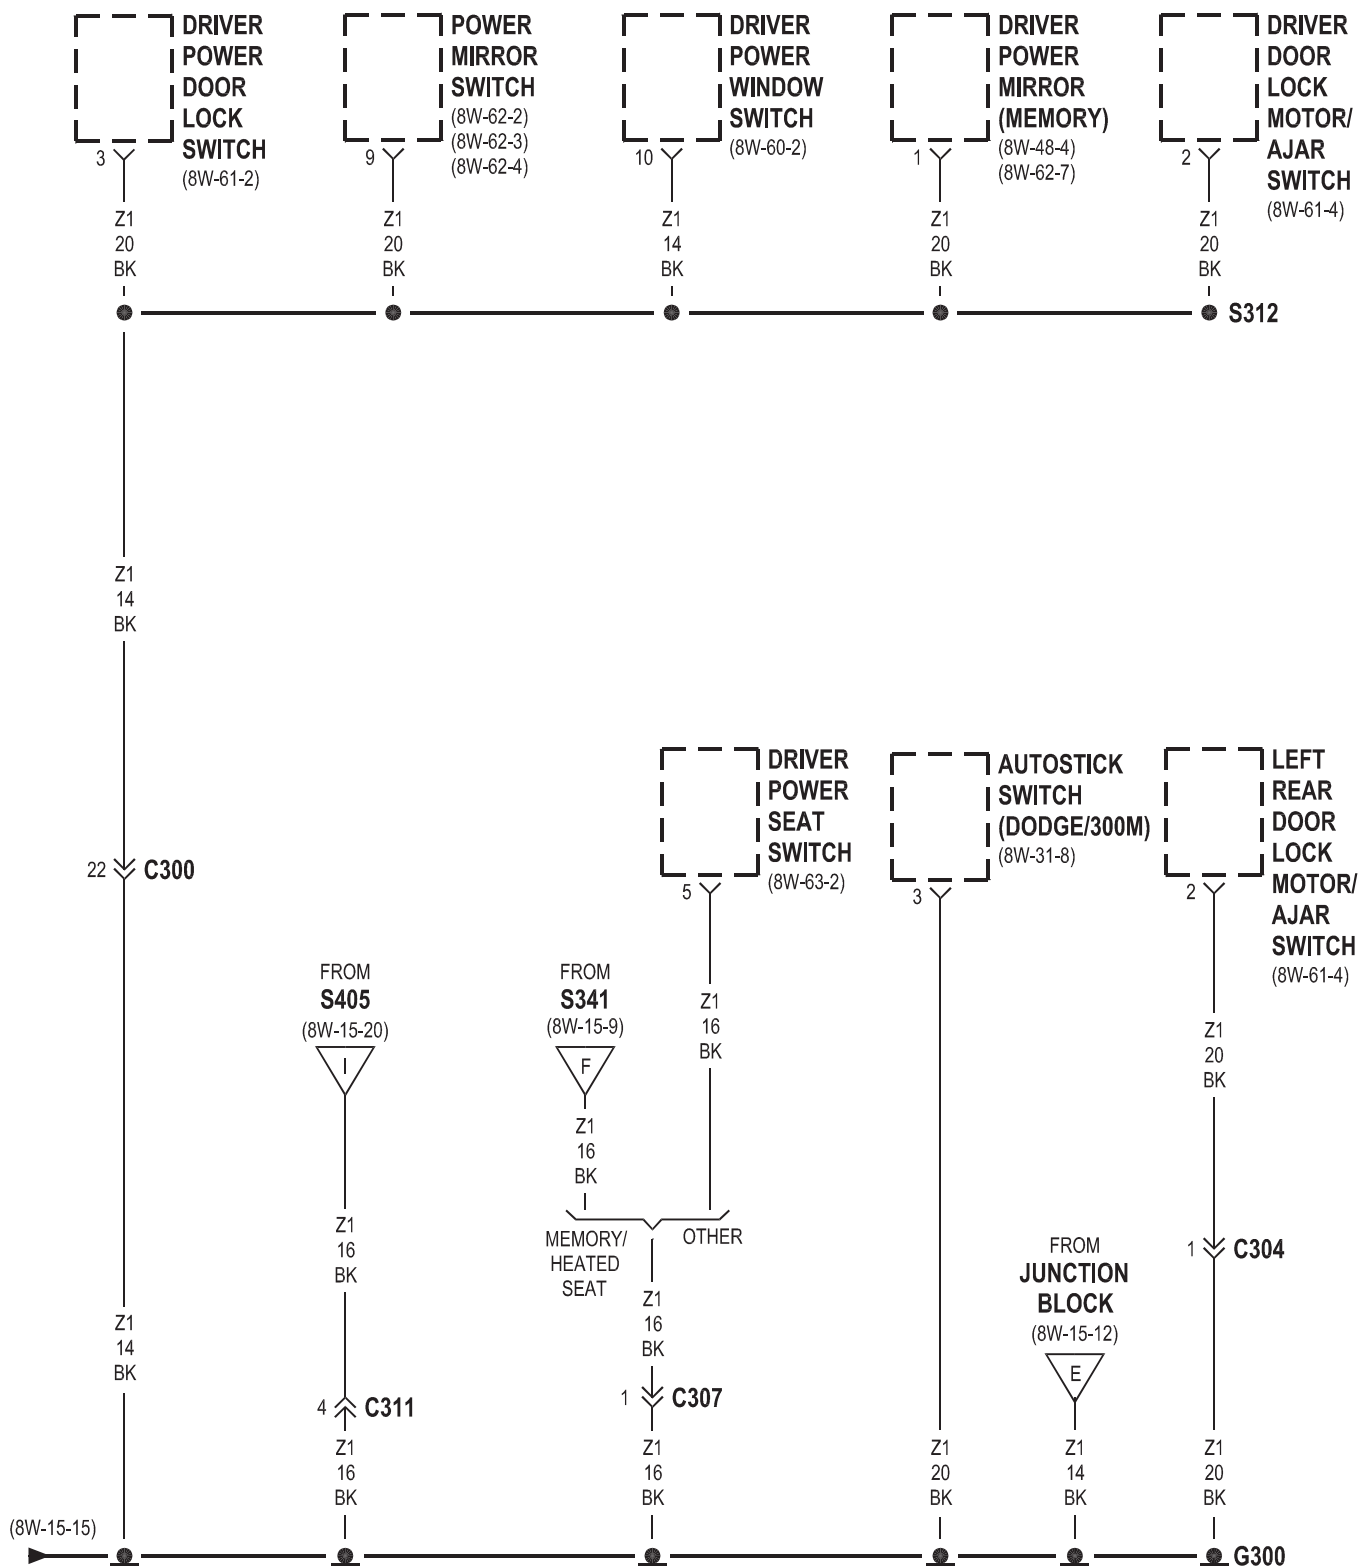 DRIVER
POWER
DOOR
LOCK
SWITCH
(8W-61-2)
3
Z1
20
BK
POWER
MIRROR
SWITCH
(8W-62-2)
(8W-62-3)
(8W-62-4)
9
Z1
20
BK
DRIVER
POWER
WINDOW
SWITCH
(8W-60-2)
10
Z1
14
BK
DRIVER
POWER
MIRROR
(MEMORY)
(8W-48-4)
(8W-62-7)
1
Z1
20
BK
DRIVER
DOOR
LOCK
MOTOR/
AJAR
SWITCH
(8W-61-4)
2
Z1
20
BK
S312
Z1
14
BK
22
C300
Z1
14
BK
FROM
S405
(8W-15-20)
I
Z1
16
BK
4
C311
Z1
16
BK
FROM
S341
(8W-15-9)
F
Z1
16
BK
MEMORY/
HEATED
SEAT
DRIVER
POWER
SEAT
SWITCH
(8W-63-2)
5
Z1
16
BK
OTHER
Z1
16
BK
1
C307
Z1
16
BK
AUTOSTICK
SWITCH
(DODGE/300M)
(8W-31-8)
3
Z1
20
BK
FROM
JUNCTION
BLOCK
(8W-15-12)
E
Z1
14
BK
LEFT
REAR
DOOR
LOCK
MOTOR/
AJAR
SWITCH
(8W-61-4)
2
Z1
20
BK
1
C304
Z1
20
BK
(8W-15-15)
G300